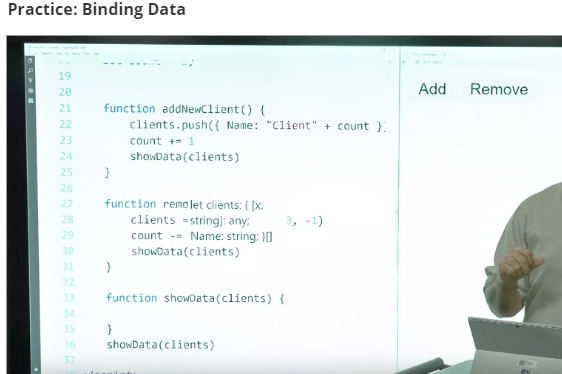 Practice: Binding Data
Add Remove
19
20
21 function addNewClient() {
22 clients.push({ Name: "Client" + count }
23 count += 1
24 showData(clients)
25 }
26
27 function remo let clients: { [x:
28 clients = string]: any; 0, -1)
29 count -= Name: string; }[]
30 showData(clients)
31 }
32
33 function showData(clients) {
34
35 }
36 showData(clients)
37